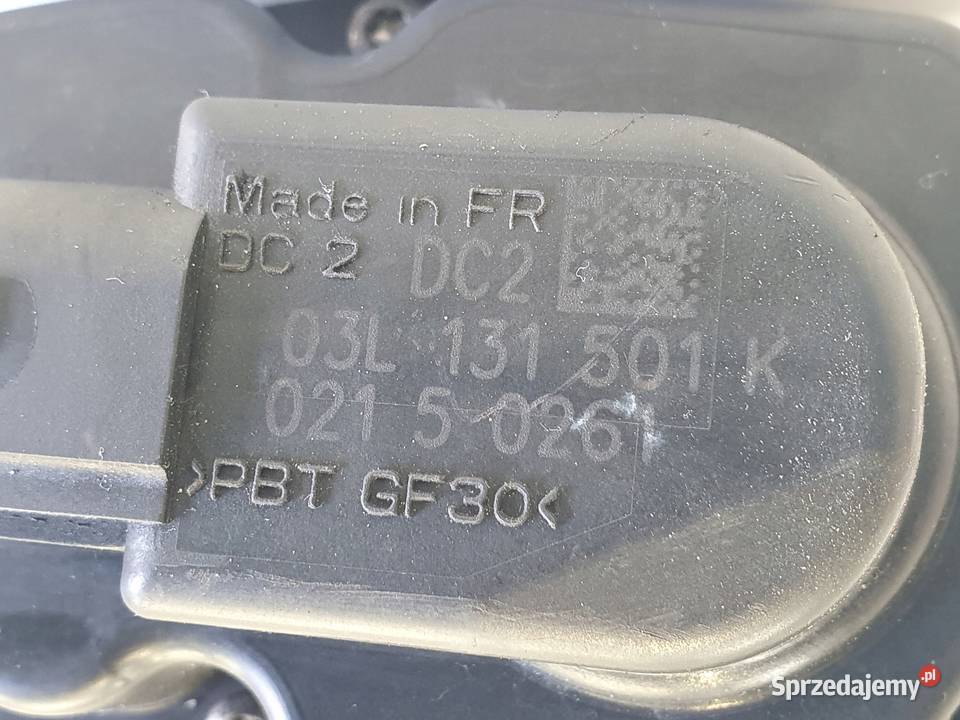 Made in FR
DC 2 DC2
03L 131 501 K
021 5 0261
>PBT GF30<
Sprzedajemy.pl